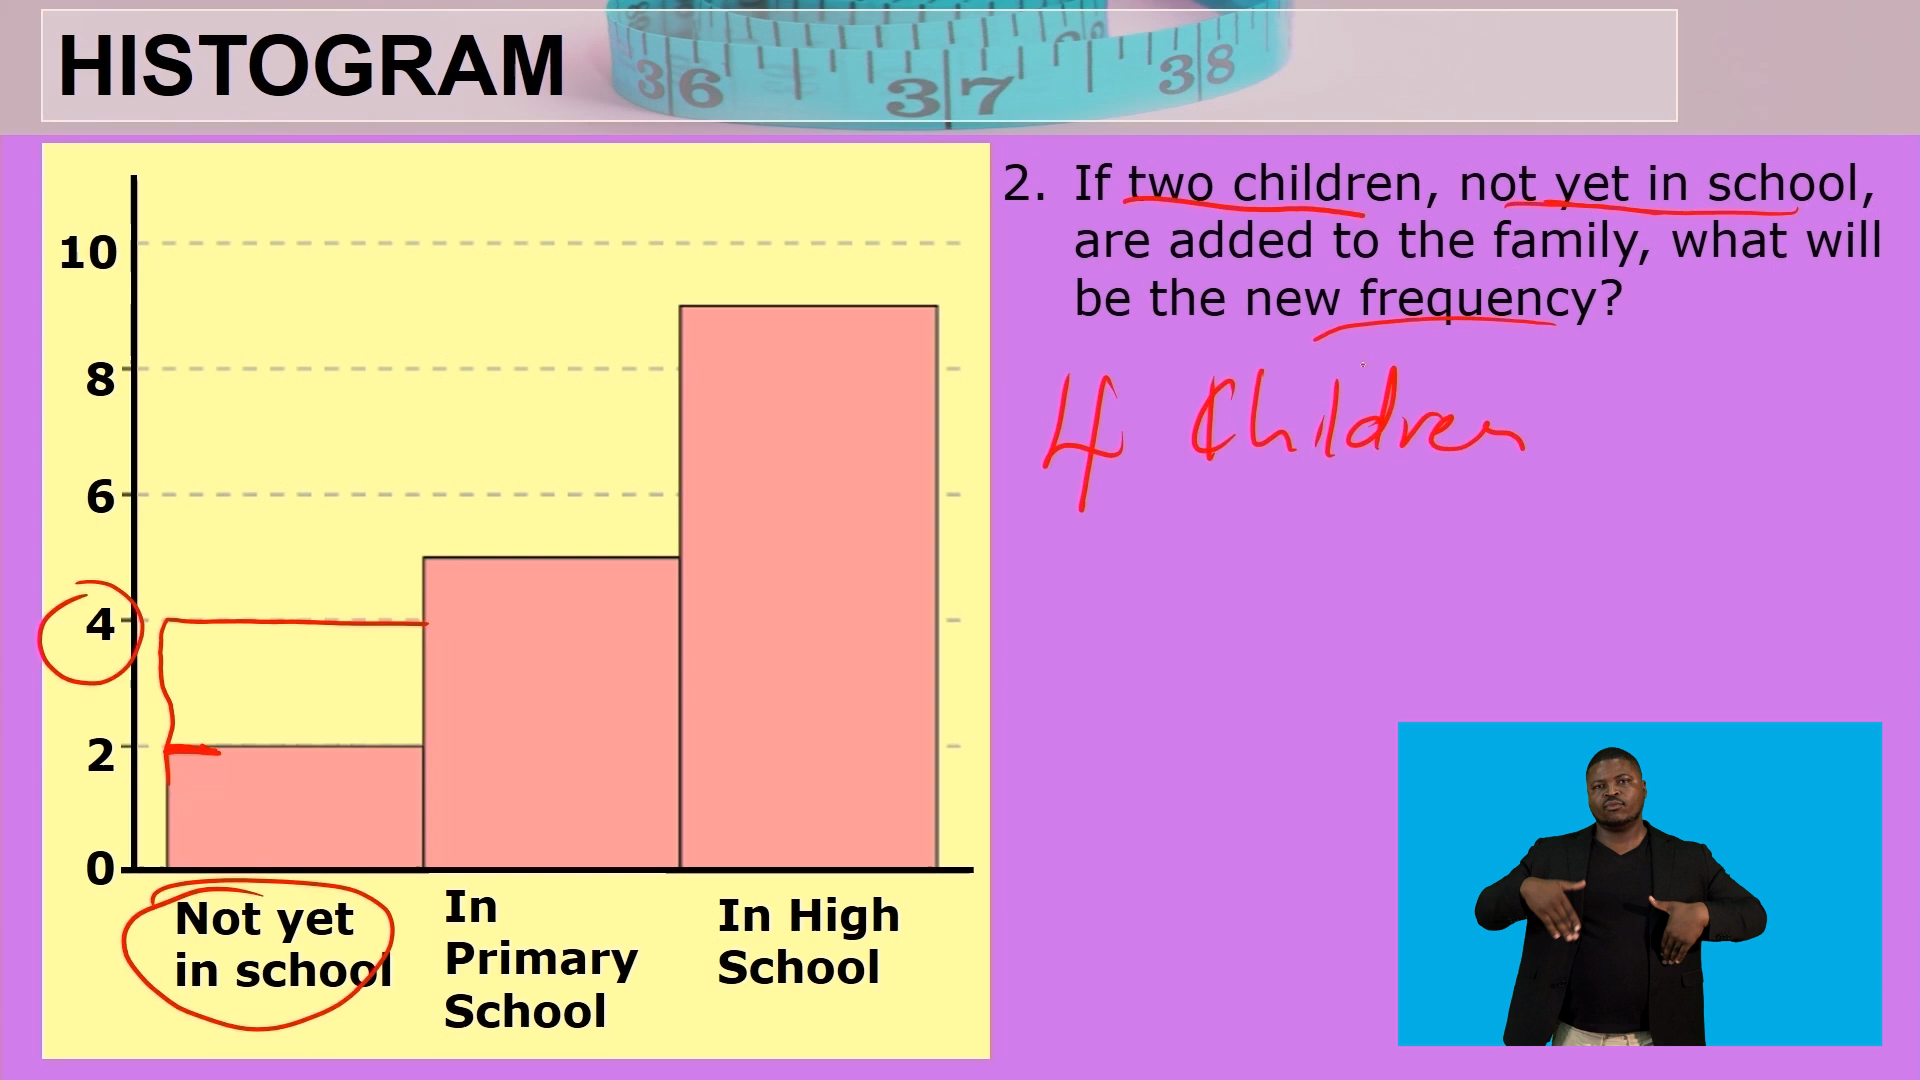 HISTOGRAM
36 37 38
2. If two children, not yet in school,
are added to the family, what will
be the new frequency?
4 Children
10
8
6
4
2
0
Not yet
in school
In
Primary
School
In High
School